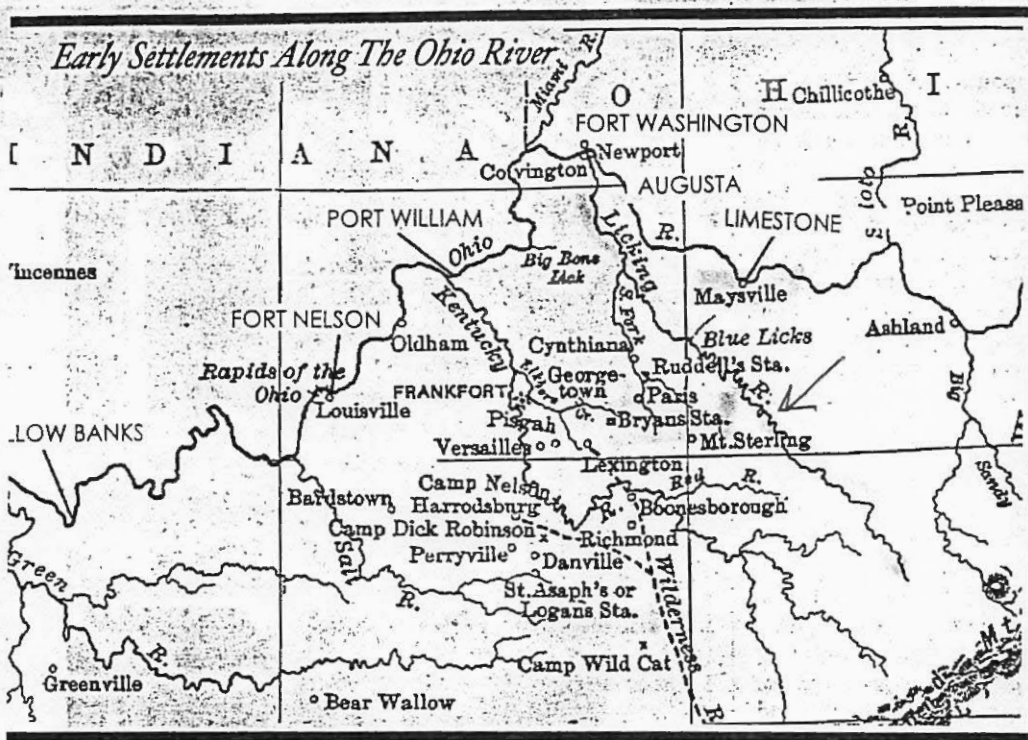 Early Settlements Along The Ohio River
Miami R.
O H I
Chillicothe
FORT WASHINGTON
I N D I A N A
Newport
Covington
R
AUGUSTA
Scioto
PORT WILLIAM
LIMESTONE
Point Pleas
Ohio
R.
Licking
Big Bone
Lick
Vincennes
Kentucky
Maysville
FORT NELSON
S Fork
Oldham
Cynthiana
Blue Licks
Ashland
Rapids of the
Ohio
Ruddell's Sta.
R.
George-
town
FRANKFORT
Elkhorn
Cr.
Paris
Louisville
Pisgah
Bryans Sta.
Big
Sandy
LOW BANKS
Versailles
Mt. Sterling
Lexington
Camp Nelson
Red R.
Bardstown
Harrodsburg
R.
Boonesborough
Camp Dick Robinson
Richmond
Salt
R.
Perryville
Danville
Green
R.
St. Asaph's or
Logans Sta.
Wilderness
R
Camp Wild Cat
Greenville
Bear Wallow